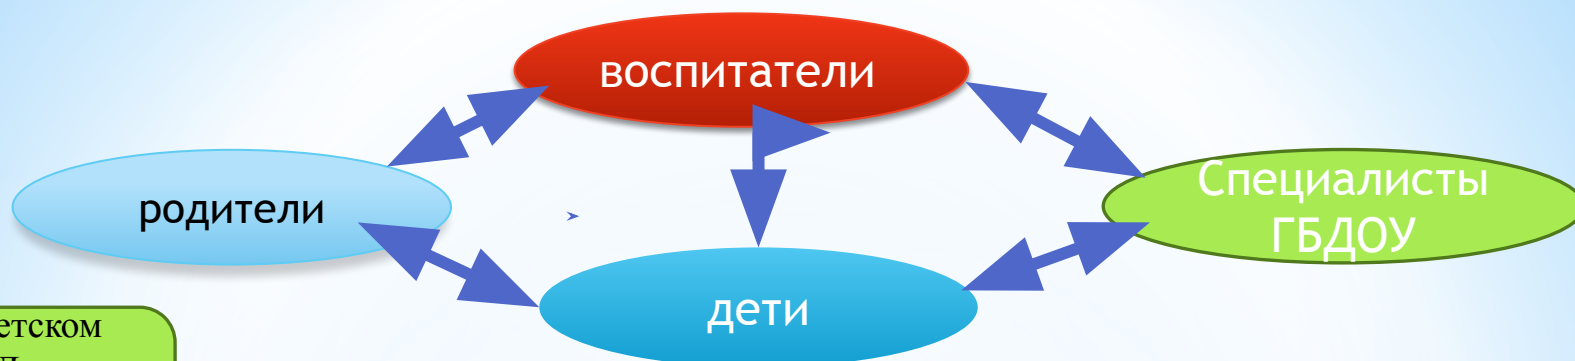 воспитатели
родители
Специалисты
ГБДОУ
дети
етском